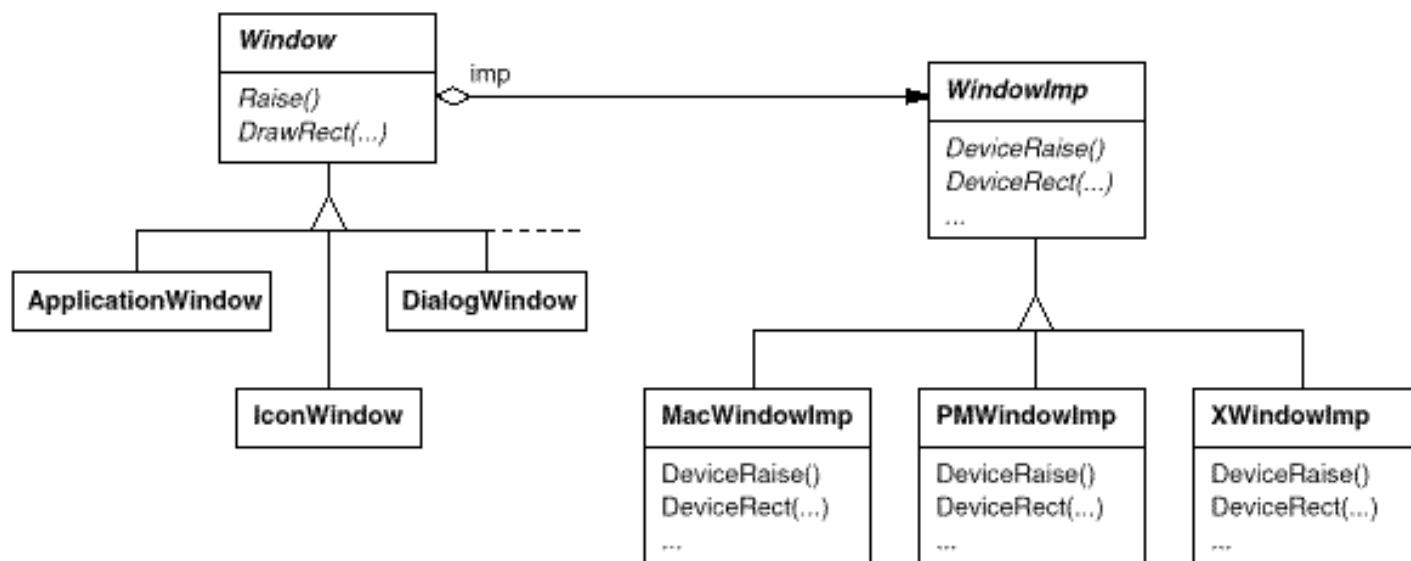 Window
Raise()
DrawRect(...)
imp
WindowImp
DeviceRaise()
DeviceRect(...)
...
ApplicationWindow
DialogWindow
IconWindow
MacWindowImp
DeviceRaise()
DeviceRect(...)
...
PMWindowImp
DeviceRaise()
DeviceRect(...)
...
XWindowImp
DeviceRaise()
DeviceRect(...)
...